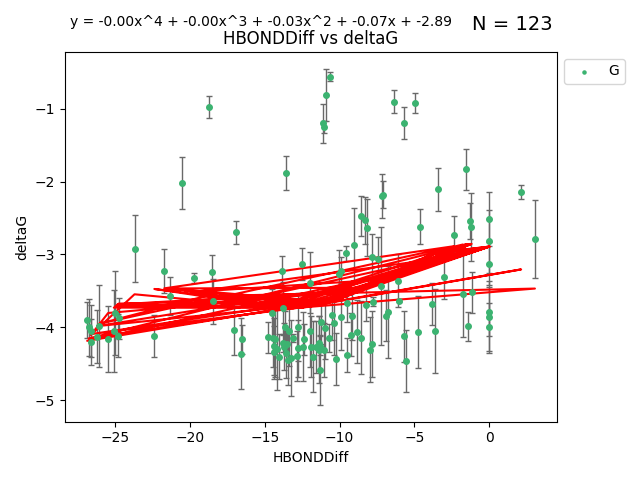 y = -0.00x^4 + -0.00x^3 + -0.03x^2 + -0.07x + -2.89
N = 123
HBONDDiff vs deltaG
G
−1
−2
−3
−4
−5
deltaG
−25
−20
−15
−10
−5
0
HBONDDiff